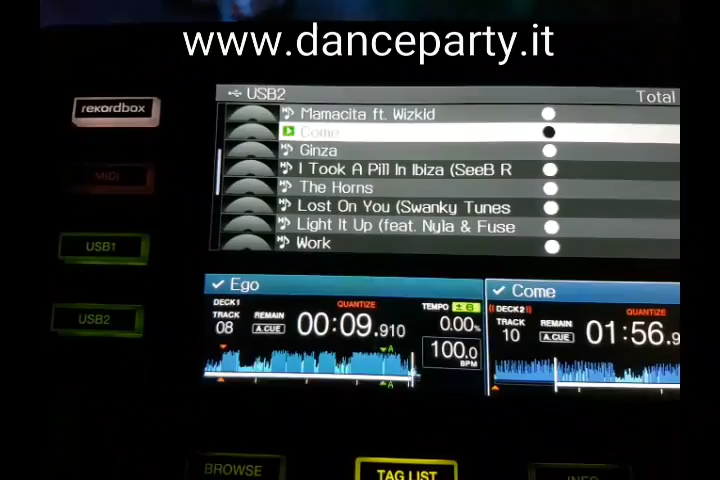 www.danceparty.it
USB2 Total
rekordbox
Mamacita ft. Wizkid
Come
MIDI
Ginza
I Took A Pill In Ibiza (SeeB R
The Horns
Lost On You (Swanky Tunes
Light It Up (feat. Nyla & Fuse
USB1
Work
USB2
Ego
DECK1 QUANTIZE TEMPO ±6
TRACK REMAIN 00:09.910 0.00%
08 A.CUE
100.0
BPM
A
A
Come
DECK2 QUANTIZE
TRACK REMAIN 01:56.9
10 A.CUE
BROWSE TAG LIST INFO